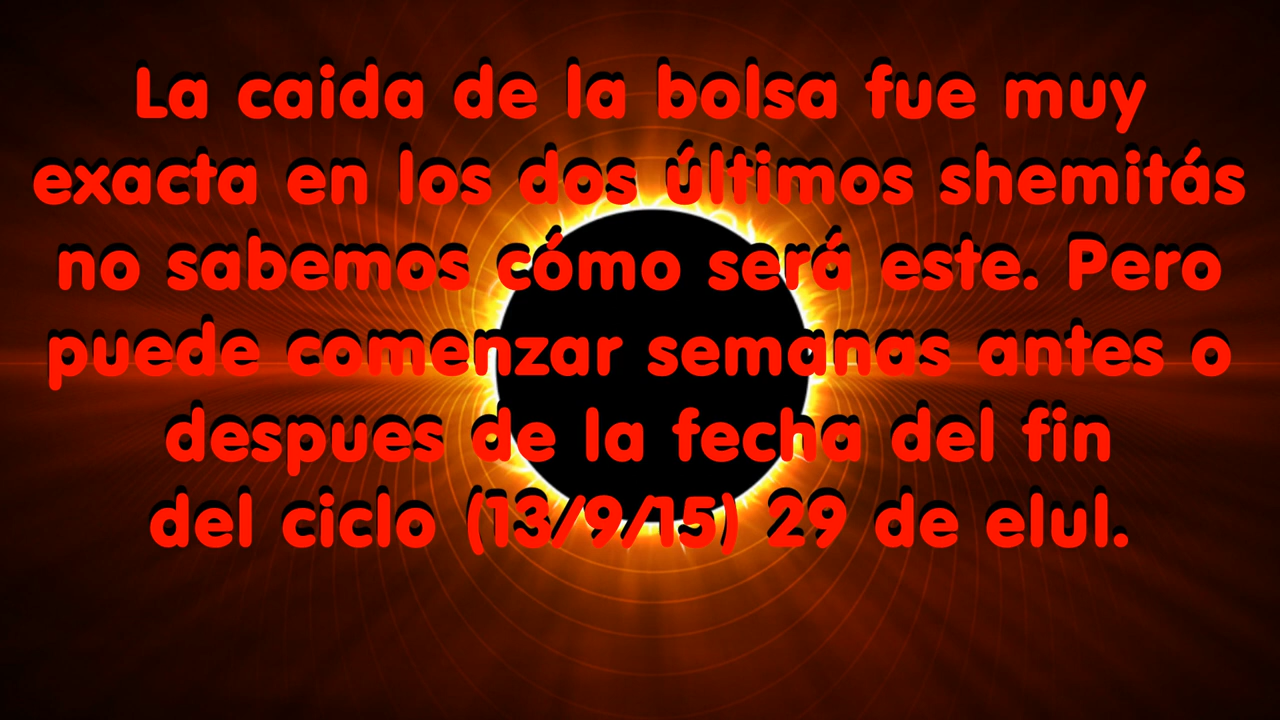 La caida de la bolsa fue muy
exacta en los dos últimos shemitás
no sabemos cómo será este. Pero
puede comenzar semanas antes o
despues de la fecha del fin
del ciclo (13/9/15) 29 de elul.